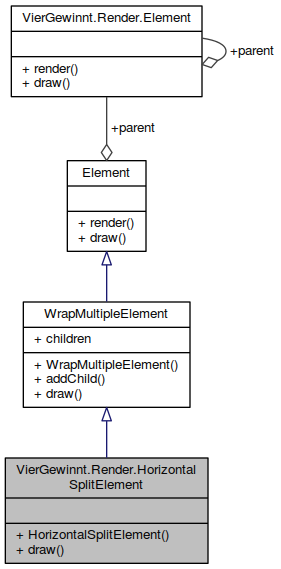 VierGewinnt.Render.Element
+parent
+ render()
+ draw()
+parent
Element
+ render()
+ draw()
WrapMultipleElement
+ children
+ WrapMultipleElement()
+ addChild()
+ draw()
VierGewinnt.Render.Horizontal
SplitElement
+ HorizontalSplitElement()
+ draw()